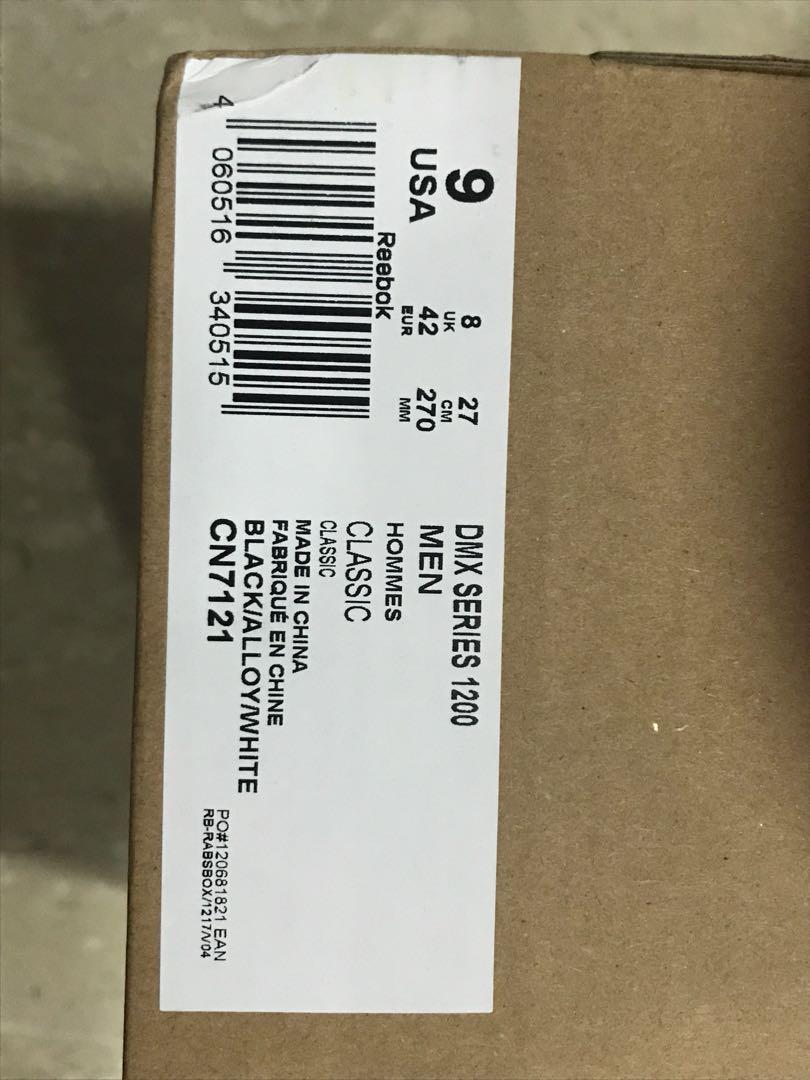 9
USA
8
UK
42
EUR
27
CM
270
MM
Reebok
4 060516 340515
DMX SERIES 1200
MEN
HOMMES
CLASSIC
CLASSIC
MADE IN CHINA
FABRIQUÉ EN CHINE
BLACK/ALLOY/WHITE
CN7121
PO#120681821 EAN
RB-RABSBOX/1217/V04